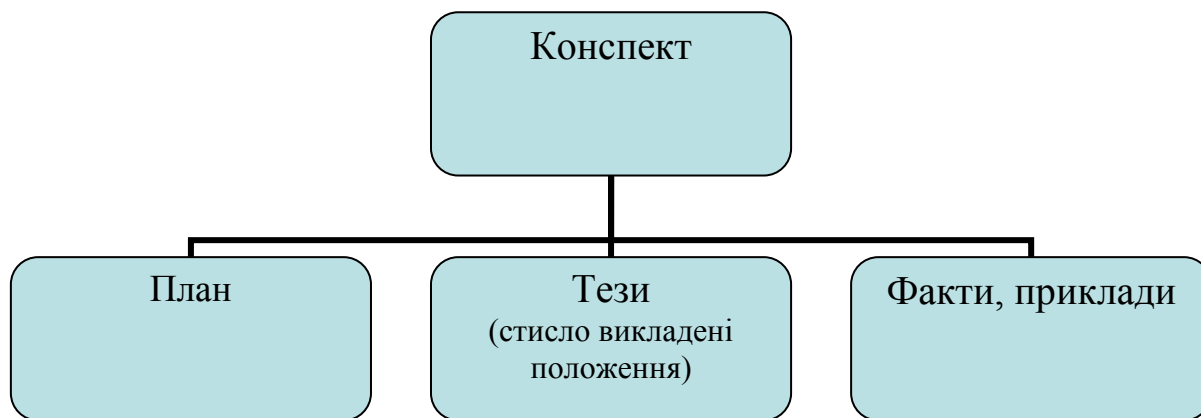 Конспект
План
Тези
(стисло викладені
положення)
Факти, приклади